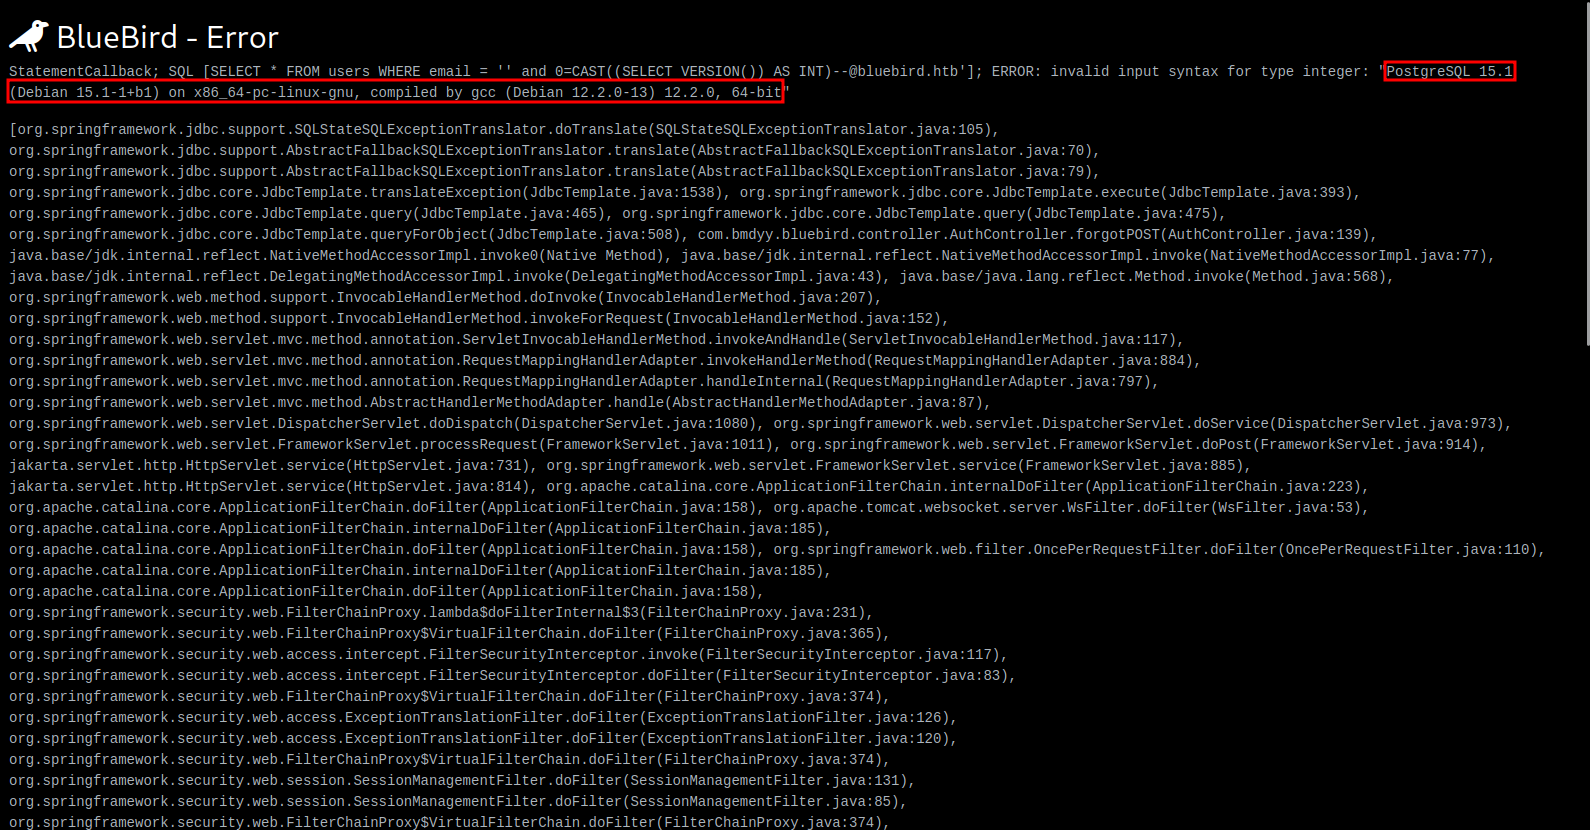 BlueBird - Error
StatementCallback; SQL [SELECT * FROM users WHERE email = '' and 0=CAST((SELECT VERSION()) AS INT)--@bluebird.htb']; ERROR: invalid input syntax for type integer: "PostgreSQL 15.1
(Debian 15.1-1+b1) on x86_64-pc-linux-gnu, compiled by gcc (Debian 12.2.0-13) 12.2.0, 64-bit"
[org.springframework.jdbc.support.SQLStateSQLExceptionTranslator.doTranslate(SQLStateSQLExceptionTranslator.java:105),
org.springframework.jdbc.support.AbstractFallbackSQLExceptionTranslator.translate(AbstractFallbackSQLExceptionTranslator.java:70),
org.springframework.jdbc.support.AbstractFallbackSQLExceptionTranslator.translate(AbstractFallbackSQLExceptionTranslator.java:79),
org.springframework.jdbc.core.JdbcTemplate.translateException(JdbcTemplate.java:1538), org.springframework.jdbc.core.JdbcTemplate.execute(JdbcTemplate.java:393),
org.springframework.jdbc.core.JdbcTemplate.query(JdbcTemplate.java:465), org.springframework.jdbc.core.JdbcTemplate.query(JdbcTemplate.java:475),
org.springframework.jdbc.core.JdbcTemplate.queryForObject(JdbcTemplate.java:508), com.bmdyy.bluebird.controller.AuthController.forgotPOST(AuthController.java:139),
java.base/jdk.internal.reflect.NativeMethodAccessorImpl.invoke0(Native Method), java.base/jdk.internal.reflect.NativeMethodAccessorImpl.invoke(NativeMethodAccessorImpl.java:77),
java.base/jdk.internal.reflect.DelegatingMethodAccessorImpl.invoke(DelegatingMethodAccessorImpl.java:43), java.base/java.lang.reflect.Method.invoke(Method.java:568),
org.springframework.web.method.support.InvocableHandlerMethod.doInvoke(InvocableHandlerMethod.java:207),
org.springframework.web.method.support.InvocableHandlerMethod.invokeForRequest(InvocableHandlerMethod.java:152),
org.springframework.web.servlet.mvc.method.annotation.ServletInvocableHandlerMethod.invokeAndHandle(ServletInvocableHandlerMethod.java:117),
org.springframework.web.servlet.mvc.method.annotation.RequestMappingHandlerAdapter.invokeHandlerMethod(RequestMappingHandlerAdapter.java:884),
org.springframework.web.servlet.mvc.method.annotation.RequestMappingHandlerAdapter.handleInternal(RequestMappingHandlerAdapter.java:797),
org.springframework.web.servlet.mvc.method.AbstractHandlerMethodAdapter.handle(AbstractHandlerMethodAdapter.java:87),
org.springframework.web.servlet.DispatcherServlet.doDispatch(DispatcherServlet.java:1080), org.springframework.web.servlet.DispatcherServlet.doService(DispatcherServlet.java:973),
org.springframework.web.servlet.FrameworkServlet.processRequest(FrameworkServlet.java:1011), org.springframework.web.servlet.FrameworkServlet.doPost(FrameworkServlet.java:914),
jakarta.servlet.http.HttpServlet.service(HttpServlet.java:731), org.springframework.web.servlet.FrameworkServlet.service(FrameworkServlet.java:885),
jakarta.servlet.http.HttpServlet.service(HttpServlet.java:814), org.apache.catalina.core.ApplicationFilterChain.internalDoFilter(ApplicationFilterChain.java:223),
org.apache.catalina.core.ApplicationFilterChain.doFilter(ApplicationFilterChain.java:158), org.apache.tomcat.websocket.server.WsFilter.doFilter(WsFilter.java:53),
org.apache.catalina.core.ApplicationFilterChain.internalDoFilter(ApplicationFilterChain.java:185),
org.apache.catalina.core.ApplicationFilterChain.doFilter(ApplicationFilterChain.java:158), org.springframework.web.filter.OncePerRequestFilter.doFilter(OncePerRequestFilter.java:110),
org.apache.catalina.core.ApplicationFilterChain.internalDoFilter(ApplicationFilterChain.java:185),
org.apache.catalina.core.ApplicationFilterChain.doFilter(ApplicationFilterChain.java:158),
org.springframework.security.web.FilterChainProxy.lambda$doFilterInternal$3(FilterChainProxy.java:231),
org.springframework.security.web.FilterChainProxy$VirtualFilterChain.doFilter(FilterChainProxy.java:365),
org.springframework.security.web.access.intercept.FilterSecurityInterceptor.invoke(FilterSecurityInterceptor.java:117),
org.springframework.security.web.access.intercept.FilterSecurityInterceptor.doFilter(FilterSecurityInterceptor.java:83),
org.springframework.security.web.FilterChainProxy$VirtualFilterChain.doFilter(FilterChainProxy.java:374),
org.springframework.security.web.access.ExceptionTranslationFilter.doFilter(ExceptionTranslationFilter.java:126),
org.springframework.security.web.access.ExceptionTranslationFilter.doFilter(ExceptionTranslationFilter.java:120),
org.springframework.security.web.FilterChainProxy$VirtualFilterChain.doFilter(FilterChainProxy.java:374),
org.springframework.security.web.session.SessionManagementFilter.doFilter(SessionManagementFilter.java:131),
org.springframework.security.web.session.SessionManagementFilter.doFilter(SessionManagementFilter.java:85),
org.springframework.security.web.FilterChainProxy$VirtualFilterChain.doFilter(FilterChainProxy.java:374),